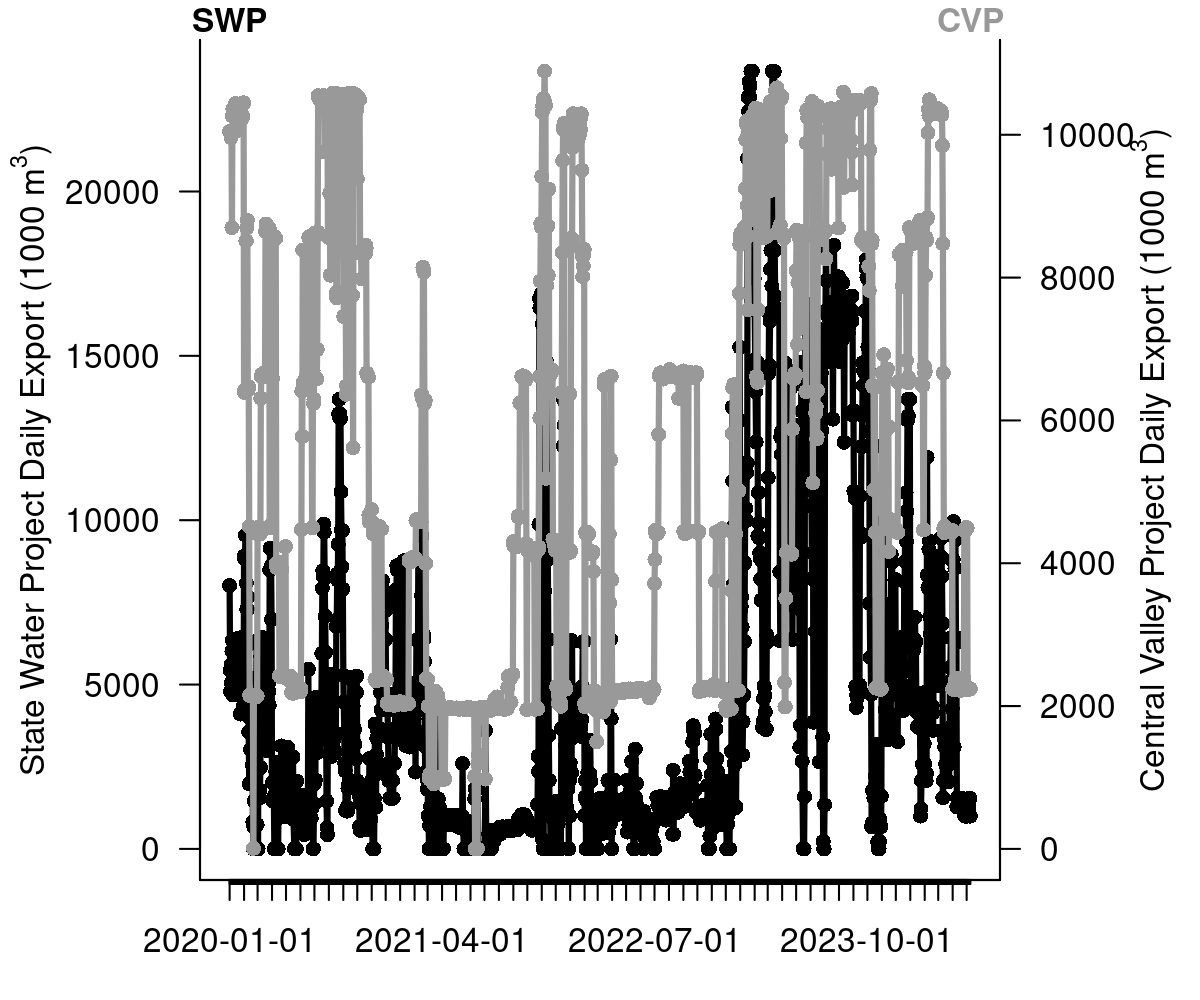 SWP
CVP
State Water Project Daily Export (1000 m³)
20000
15000
10000
5000
0
10000
8000
6000
4000
2000
0
Central Valley Project Daily Export (1000 m³)
2020-01-01 2021-04-01 2022-07-01 2023-10-01